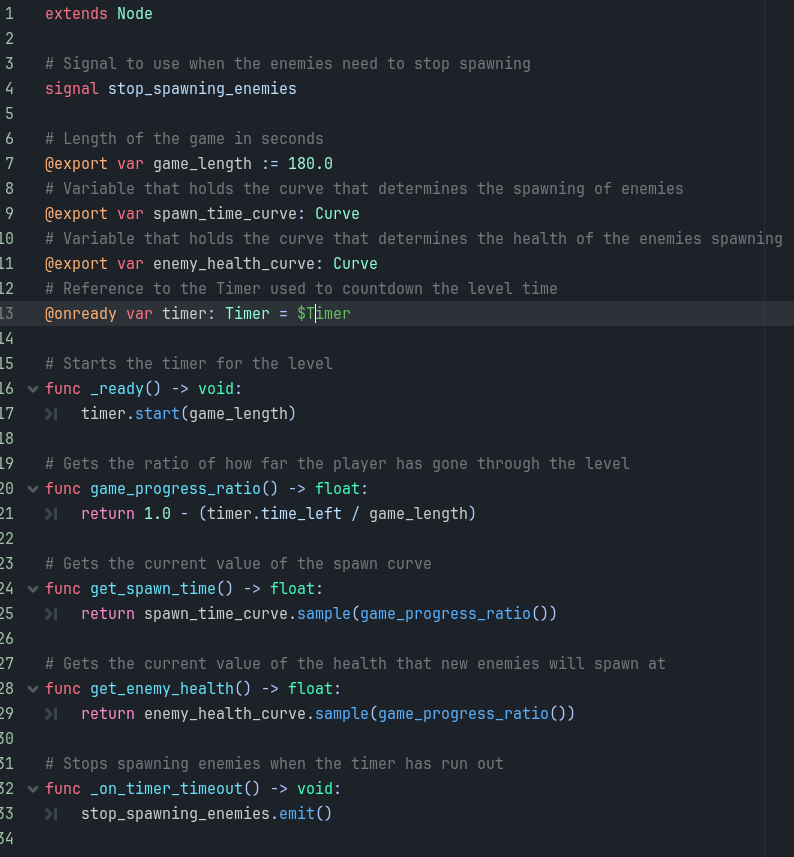 1 extends Node
2
3 # Signal to use when the enemies need to stop spawning
4 signal stop_spawning_enemies
5
6 # Length of the game in seconds
7 @export var game_length := 180.0
8 # Variable that holds the curve that determines the spawning of enemies
9 @export var spawn_time_curve: Curve
10 # Variable that holds the curve that determines the health of the enemies spawning
11 @export var enemy_health_curve: Curve
12 # Reference to the Timer used to countdown the level time
13 @onready var timer: Timer = $Timer
14
15 # Starts the timer for the level
16 func _ready() -> void:
17 timer.start(game_length)
18
19 # Gets the ratio of how far the player has gone through the level
20 func game_progress_ratio() -> float:
21 return 1.0 - (timer.time_left / game_length)
22
23 # Gets the current value of the spawn curve
24 func get_spawn_time() -> float:
25 return spawn_time_curve.sample(game_progress_ratio())
26
27 # Gets the current value of the health that new enemies will spawn at
28 func get_enemy_health() -> float:
29 return enemy_health_curve.sample(game_progress_ratio())
30
31 # Stops spawning enemies when the timer has run out
32 func _on_timer_timeout() -> void:
33 stop_spawning_enemies.emit()
34